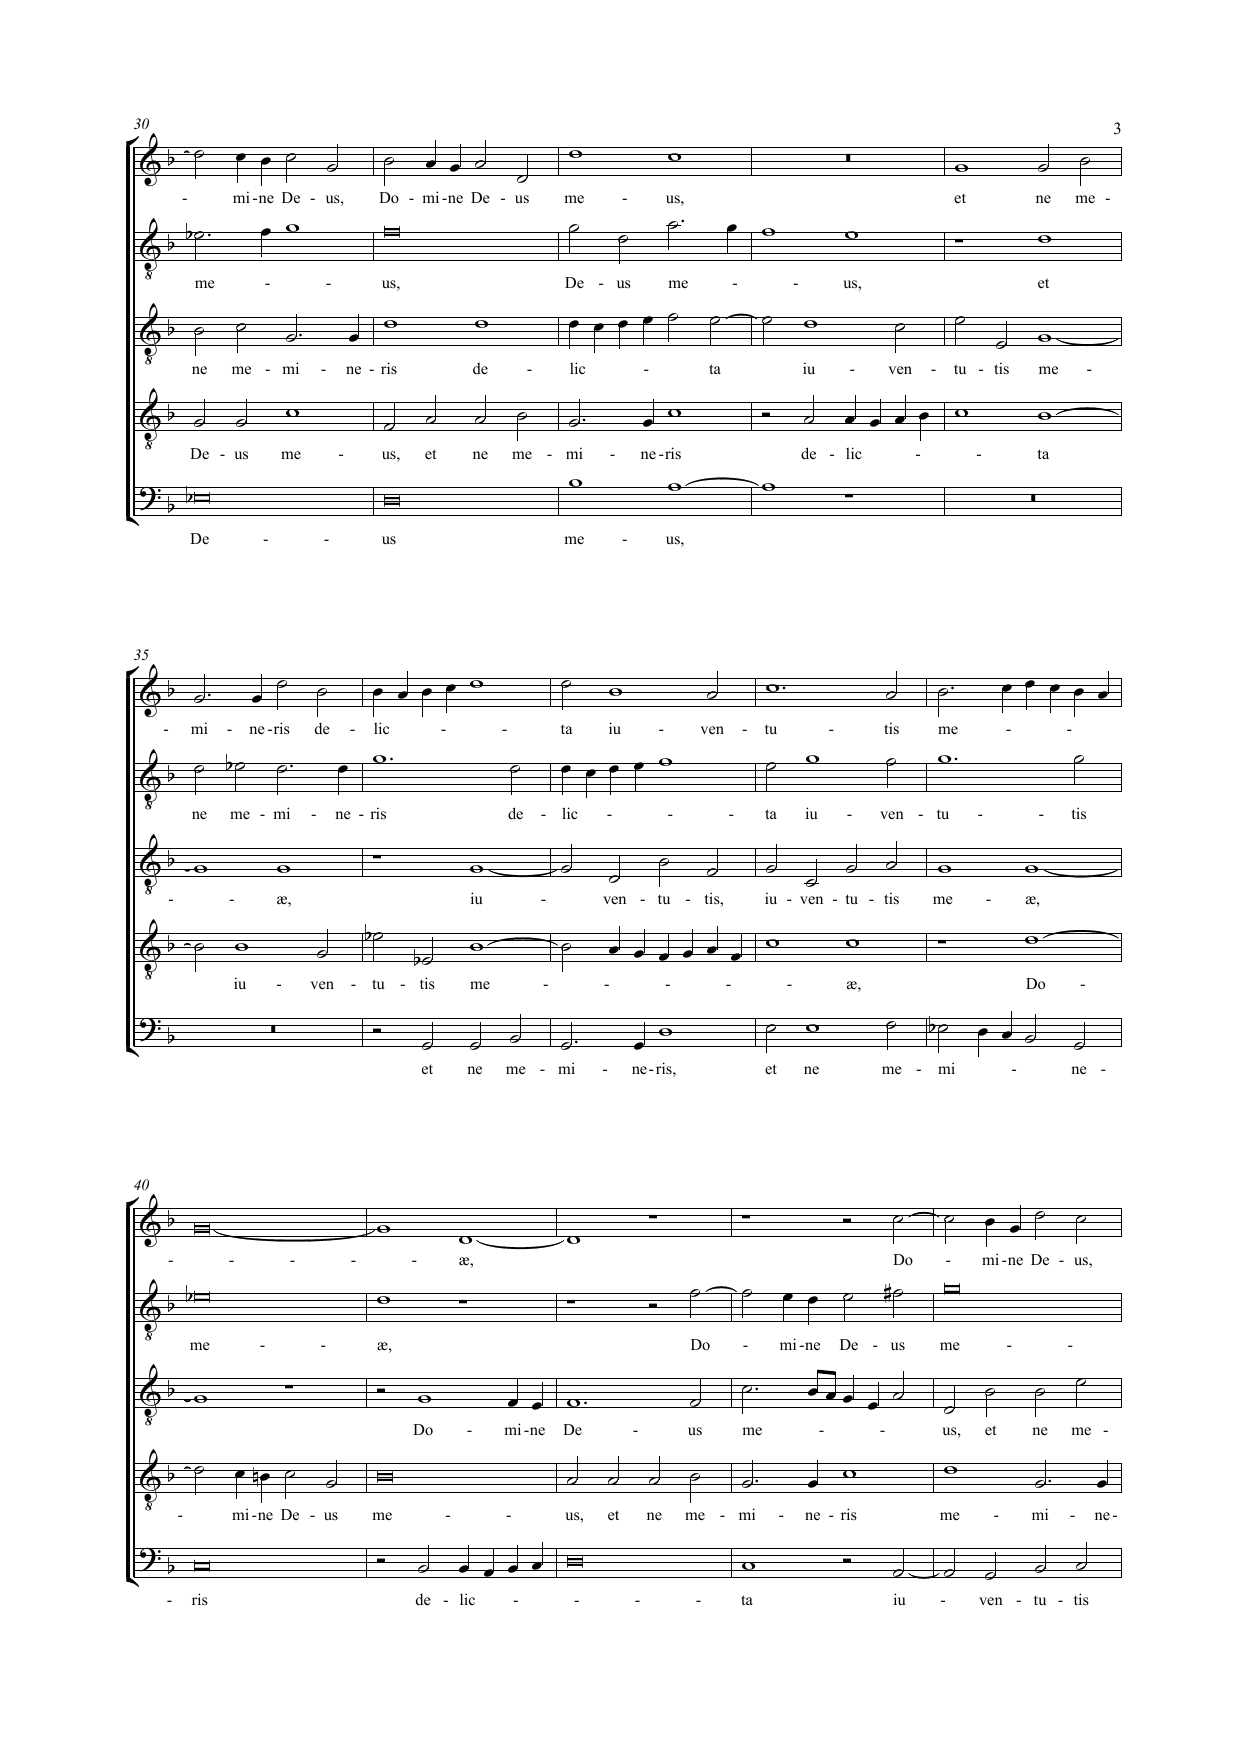 30
3
- mi-ne De - us, Do-mi-ne De - us me - us, et ne me-
me - - us, De - us me - - us, et
ne me - mi - ne-ris de - lic - - ta iu - ven - tu - tis me -
De - us me - us, et ne me - mi - ne-ris de - lic - - ta
De - - us me - us,
35
- mi - ne-ris de - lic - - ta iu - ven - tu - tis me - - -
ne me - mi - ne - ris de - lic - - - ta iu - ven - tu - - tis
- - æ, iu - ven - tu - tis, iu - ven - tu - tis me - æ,
iu - ven - tu - tis me - - - - - æ, Do -
et ne me - mi - ne-ris, et ne me - mi - ne -
40
- - - - - æ, Do - mi-ne De - us,
me - - æ, Do - mi-ne De - us me - -
Do - mi-ne De - us me - - - us, et ne me-
- mi-ne De - us me - - us, et ne me - mi - ne - ris me - mi - ne-
- ris de - lic - - - - ta iu - ven - tu - tis